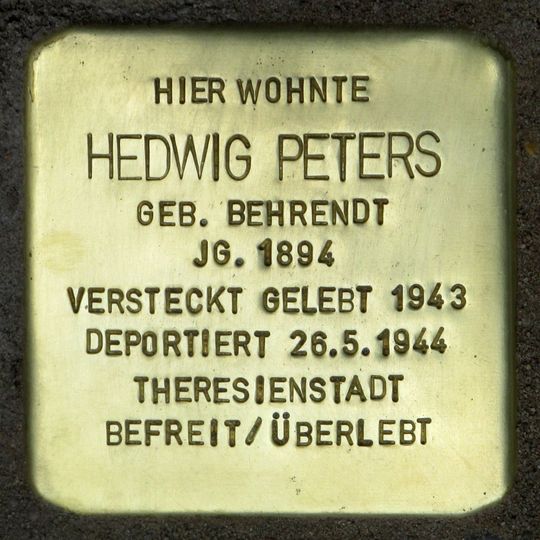 HIER WOHNTE
HEDWIG PETERS
GEB. BEHRENDT
JG. 1894
VERSTECKT GELEBT 1943
DEPORTIERT 26.5.1944
THERESIENSTADT
BEFREIT/ÜBERLEBT